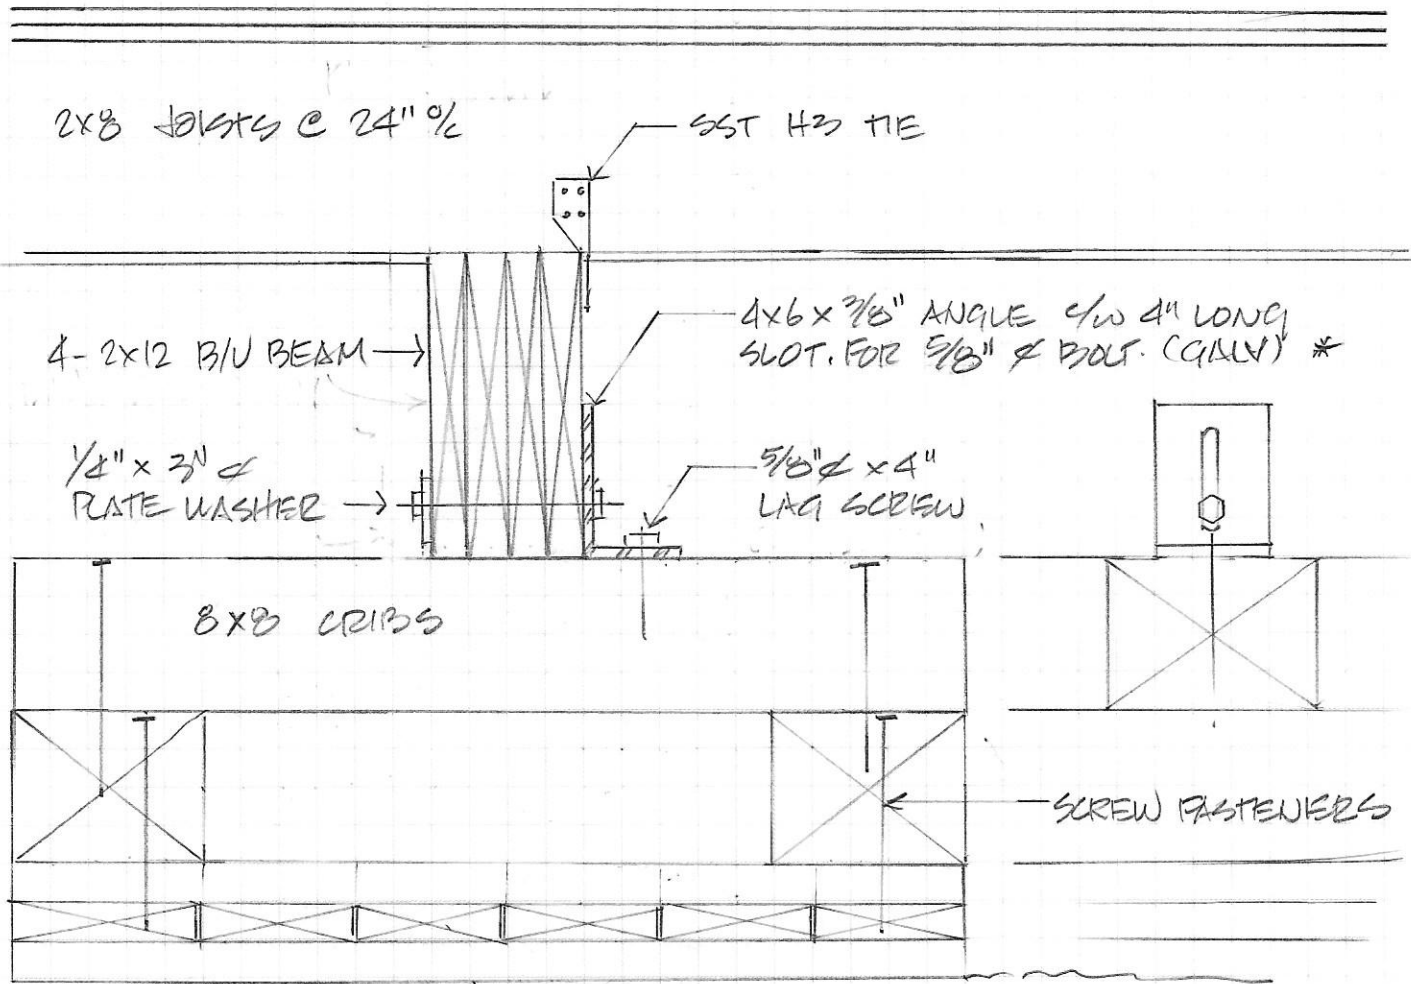 2x8 JOISTS @ 24" O/C
SST H3 TIE
4x6 x 3/8" ANGLE C/W 4" LONG
SLOT. FOR 5/8" ⌀ BOLT. (GALV) *
4- 2x12 B/U BEAM
1/4" x 3" ⌀
PLATE WASHER
5/8"⌀ x 4"
LAG SCREW
8x8 CRIBS
SCREW FASTENERS